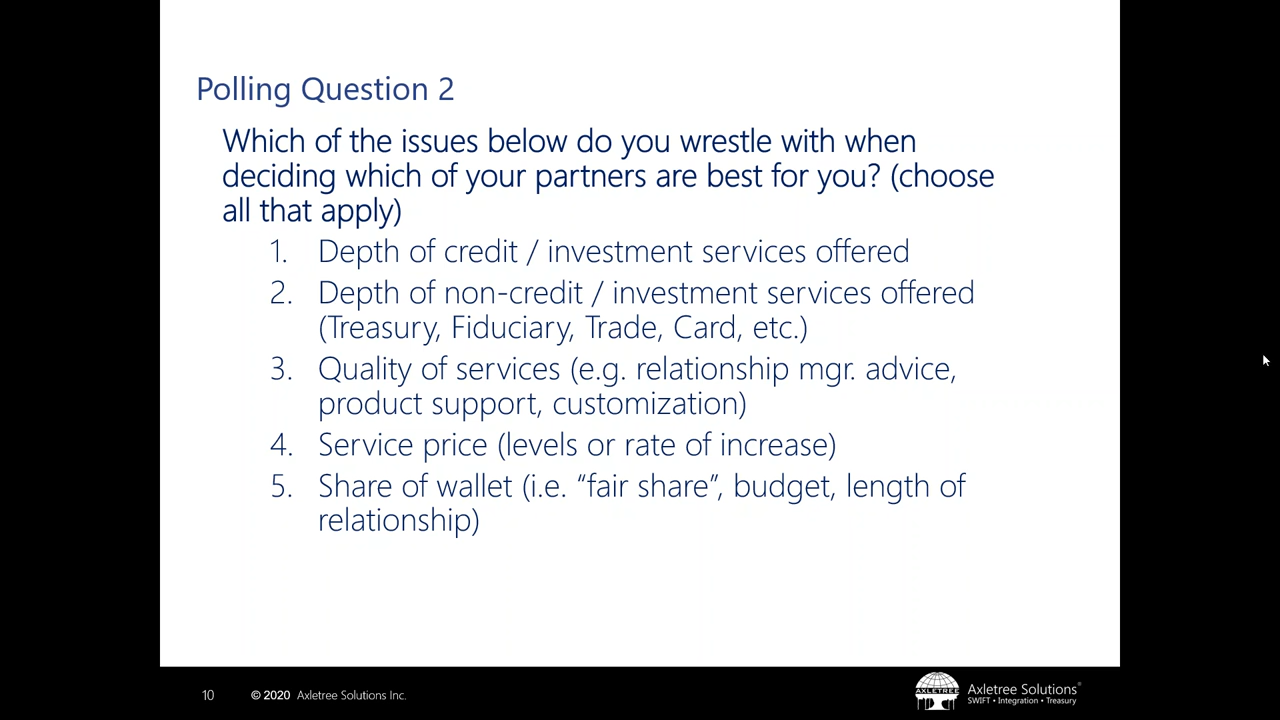 Polling Question 2
Which of the issues below do you wrestle with when
deciding which of your partners are best for you? (choose
all that apply)
1. Depth of credit / investment services offered
2. Depth of non-credit / investment services offered
(Treasury, Fiduciary, Trade, Card, etc.)
3. Quality of services (e.g. relationship mgr. advice,
product support, customization)
4. Service price (levels or rate of increase)
5. Share of wallet (i.e. “fair share”, budget, length of
relationship)
10 © 2020 Axletree Solutions Inc.
AXLETREE
Axletree Solutions®
SWIFT • Integration • Treasury